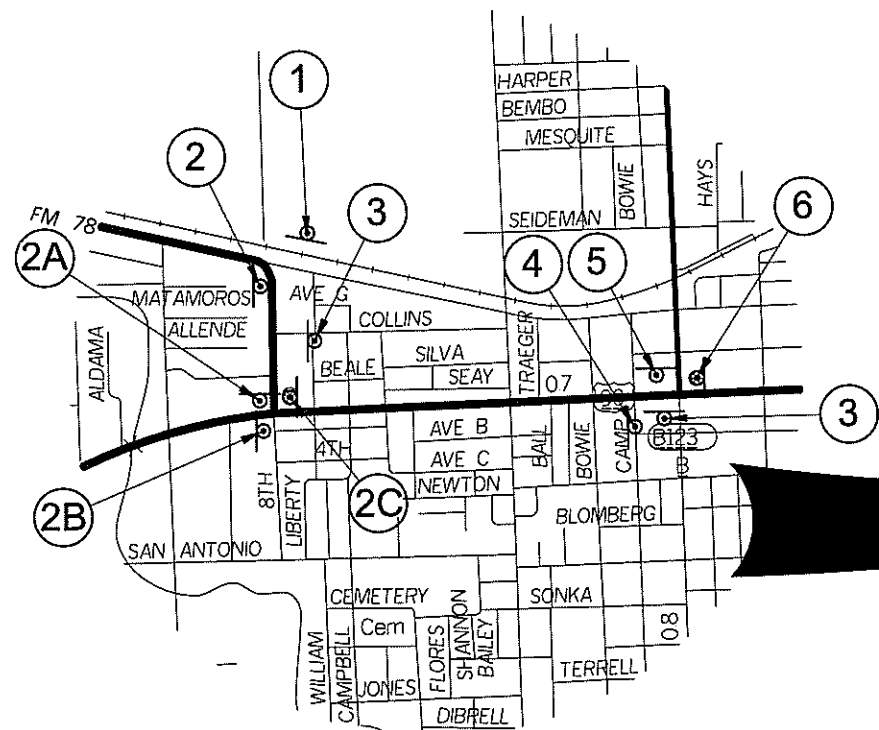 1
HARPER
BEMBO
MESQUITE
2
BOWIE
HAYS
3
6
FM 78
SEIDEMAN
2A
4
5
MATAMOROS
AVE G
ALLENDE
COLLINS
ALDAMA
BEALE
SILVA
TRAEGER
SEAY
07
90
3
AVE B
BALL
BOWIE
CAMP
B123
B
4TH
AVE C
8TH
LIBERTY
NEWTON
2B
2C
BLOMBERG
SAN ANTONIO
CEMETERY
SONKA
08
Cem
WILLIAM
CAMPBELL
FLORES
SHANNON
BAILEY
TERRELL
JONES
DIBRELL